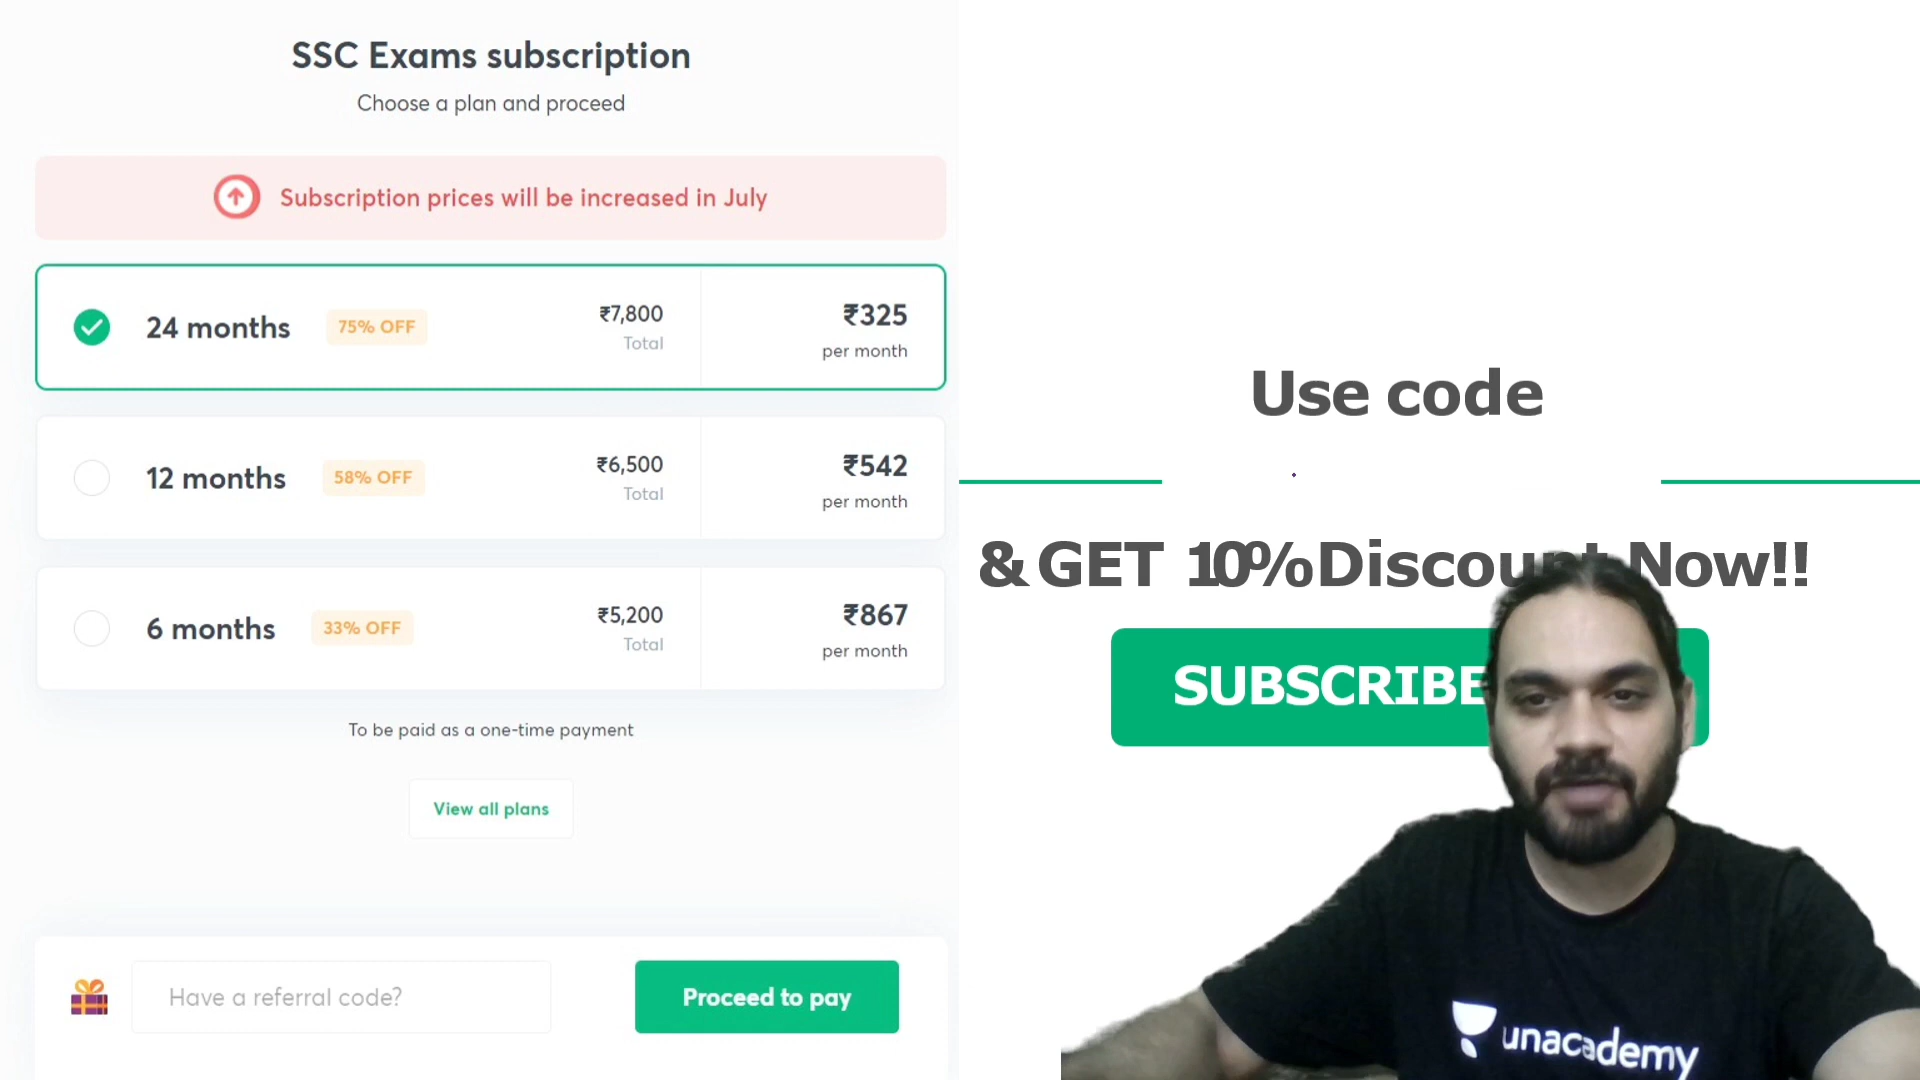 SSC Exams subscription
Choose a plan and proceed
Subscription prices will be increased in July
24 months 75% OFF ₹7,800 Total ₹325 per month
12 months 58% OFF ₹6,500 Total ₹542 per month
6 months 33% OFF ₹5,200 Total ₹867 per month
To be paid as a one-time payment
View all plans
Have a referral code? Proceed to pay
Use code
& GET 10% Discount Now!!
SUBSCRIBE
unacademy